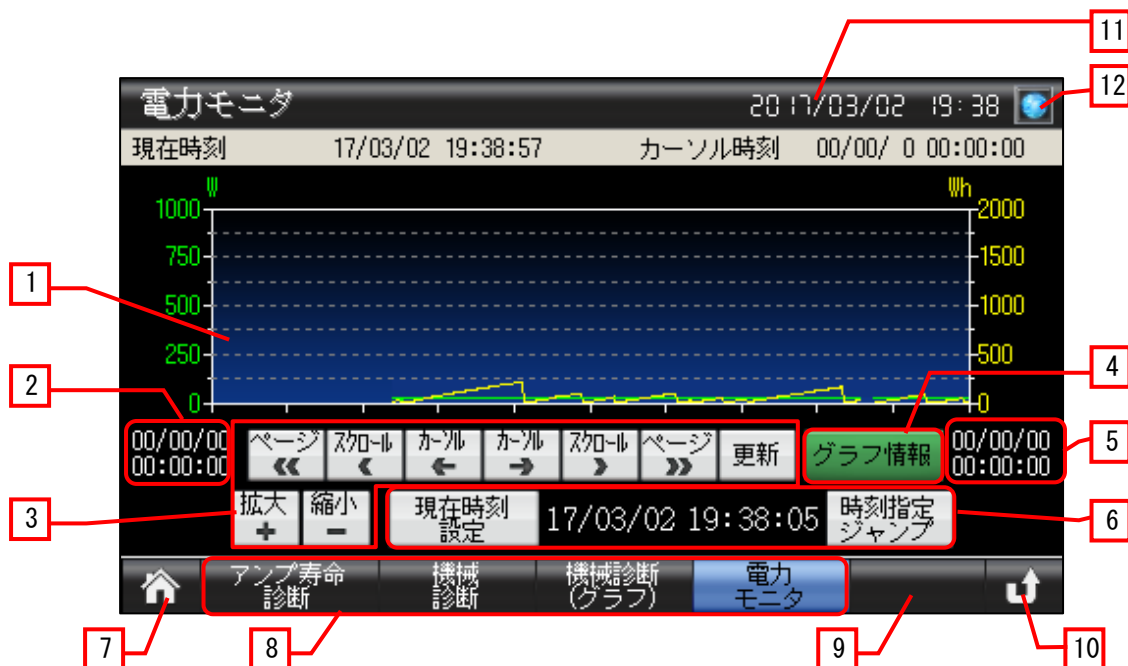 11
電力モニタ 2017/03/02 19:38
12
現在時刻 17/03/02 19:38:57 カーソル時刻 00/00/ 0 00:00:00
W Wh
1000 2000
750 1500
1
500 1000
250 500
4
2
0 0
00/00/00
00:00:00
ページ
スクロール
カーソル
カーソル
スクロール
ページ
更新
グラフ情報
00/00/00
00:00:00
5
3
拡大
+
縮小
-
現在時刻
設定
17/03/02 19:38:05
時刻指定
ジャンプ
6
アンプ寿命
診断
機械
診断
機械診断
(グラフ)
電力
モニタ
7
8
9
10